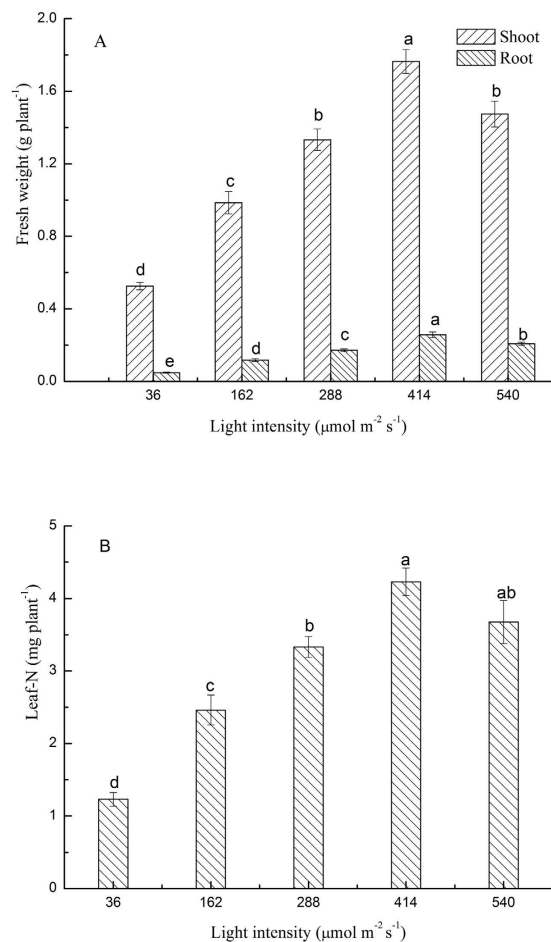 A
Shoot
Root
Fresh weight (g plant⁻¹)
2.0
1.6
1.2
0.8
0.4
0.0
d
e
c
d
b
c
a
a
b
b
36
162
288
414
540
Light intensity (μmol m⁻² s⁻¹)
B
Leaf-N (mg plant⁻¹)
5
4
3
2
1
0
d
c
b
a
ab
36
162
288
414
540
Light intensity (μmol m⁻² s⁻¹)